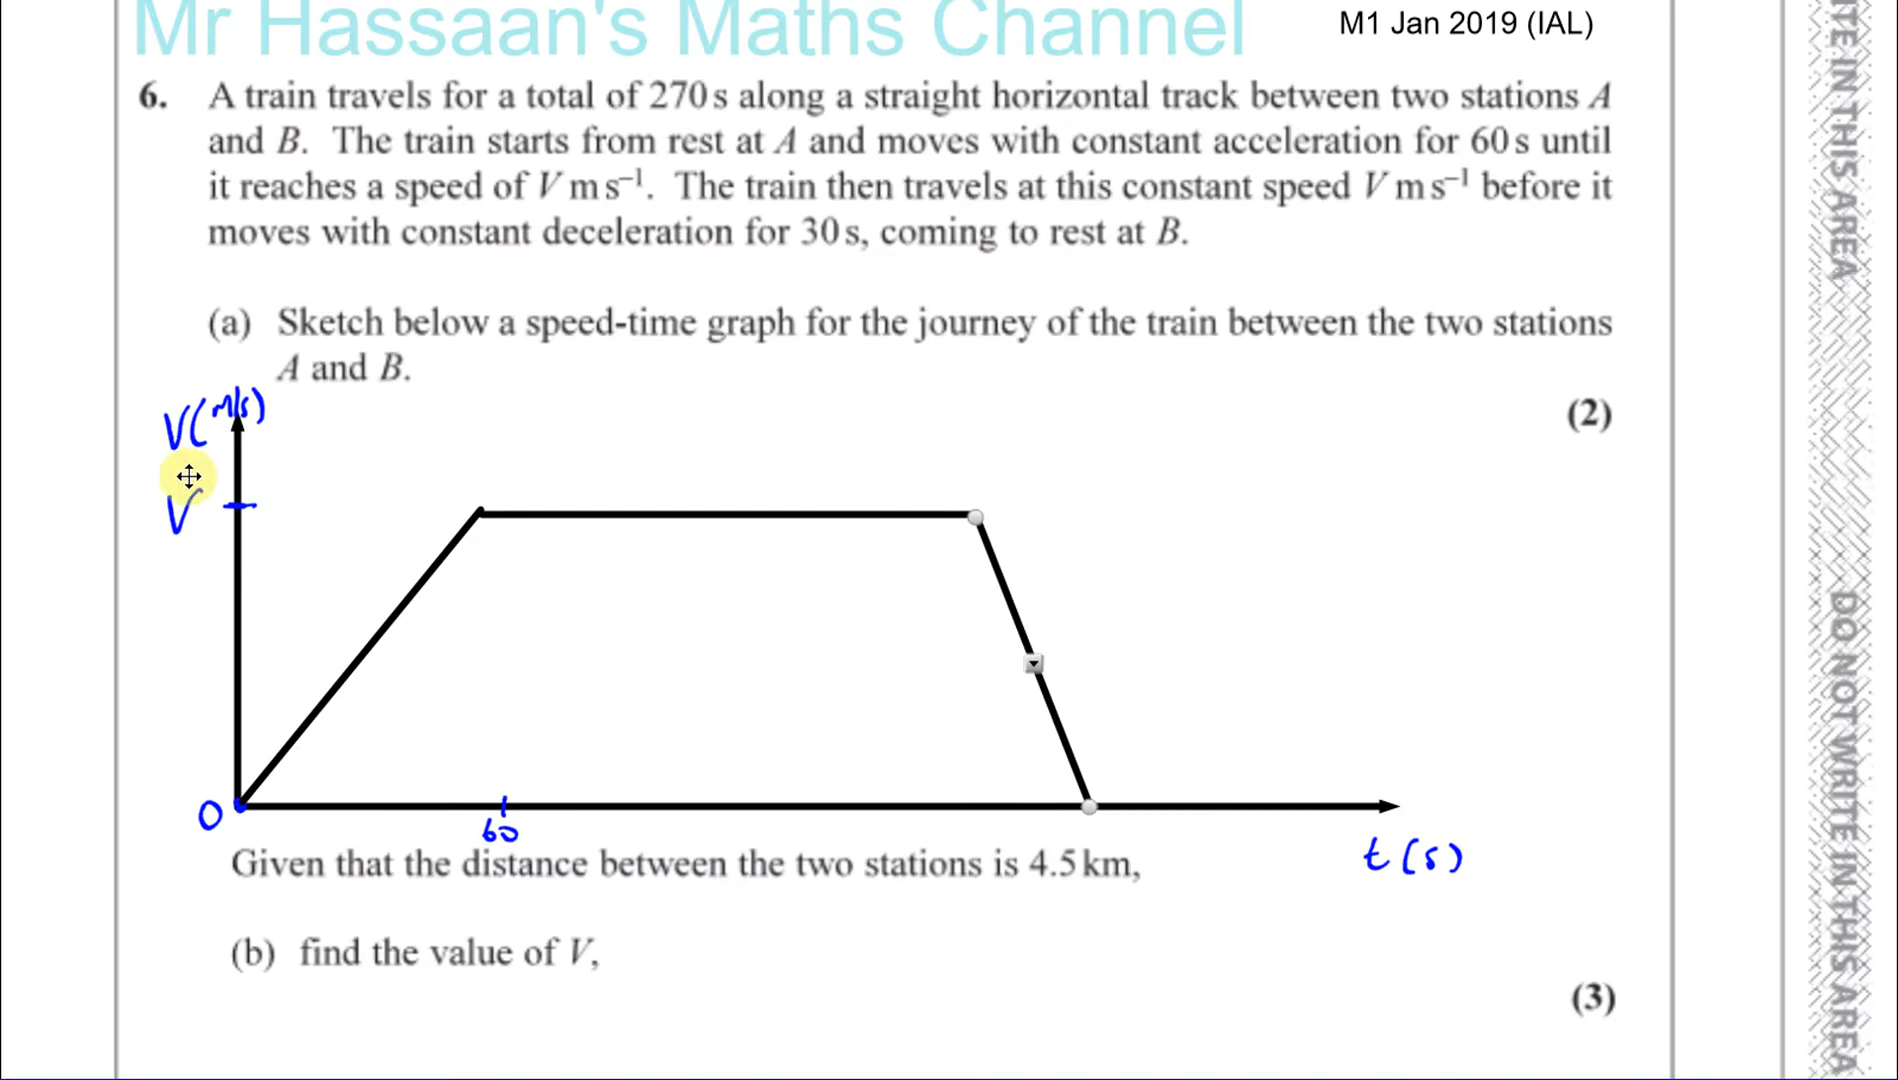 Mr Hassaan's Maths Channel
M1 Jan 2019 (IAL)
6. A train travels for a total of 270 s along a straight horizontal track between two stations A
and B. The train starts from rest at A and moves with constant acceleration for 60 s until
it reaches a speed of V m s⁻¹. The train then travels at this constant speed V m s⁻¹ before it
moves with constant deceleration for 30 s, coming to rest at B.
(a) Sketch below a speed-time graph for the journey of the train between the two stations
A and B.
(2)
V(m/s)
V
0
60
t (s)
Given that the distance between the two stations is 4.5 km,
(b) find the value of V,
(3)
ITE IN THIS AREA
DO NOT WRITE IN THIS AREA